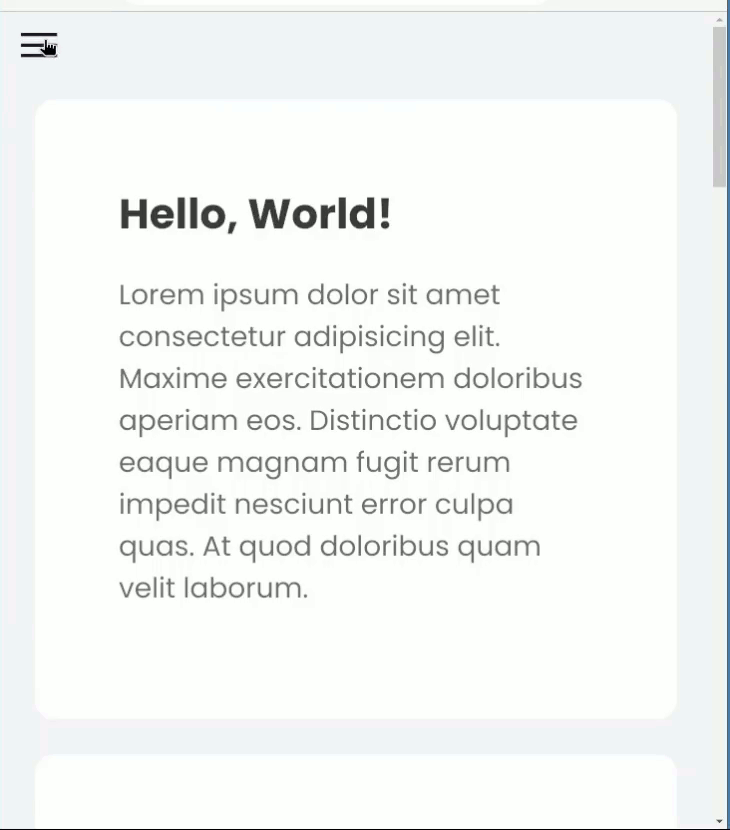 Hello, World!
Lorem ipsum dolor sit amet
consectetur adipisicing elit.
Maxime exercitationem doloribus
aperiam eos. Distinctio voluptate
eaque magnam fugit rerum
impedit nesciunt error culpa
quas. At quod doloribus quam
velit laborum.